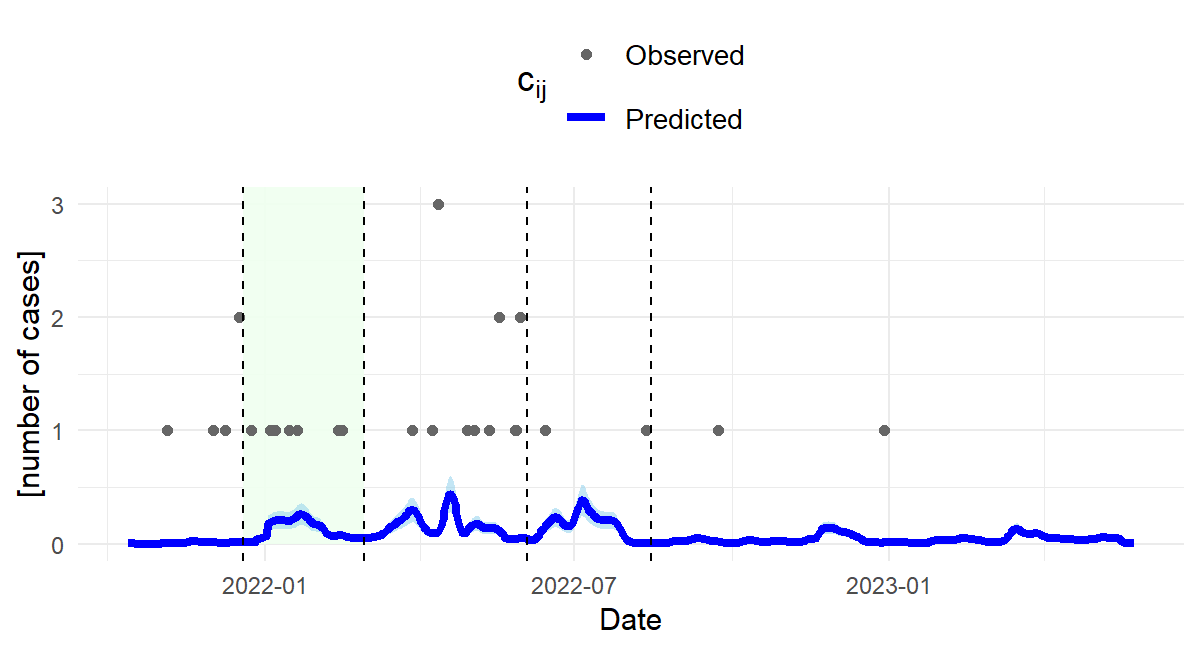 Observed
c_ij
Predicted
[number of cases]
3
2
1
0
2022-01 2022-07 2023-01
Date